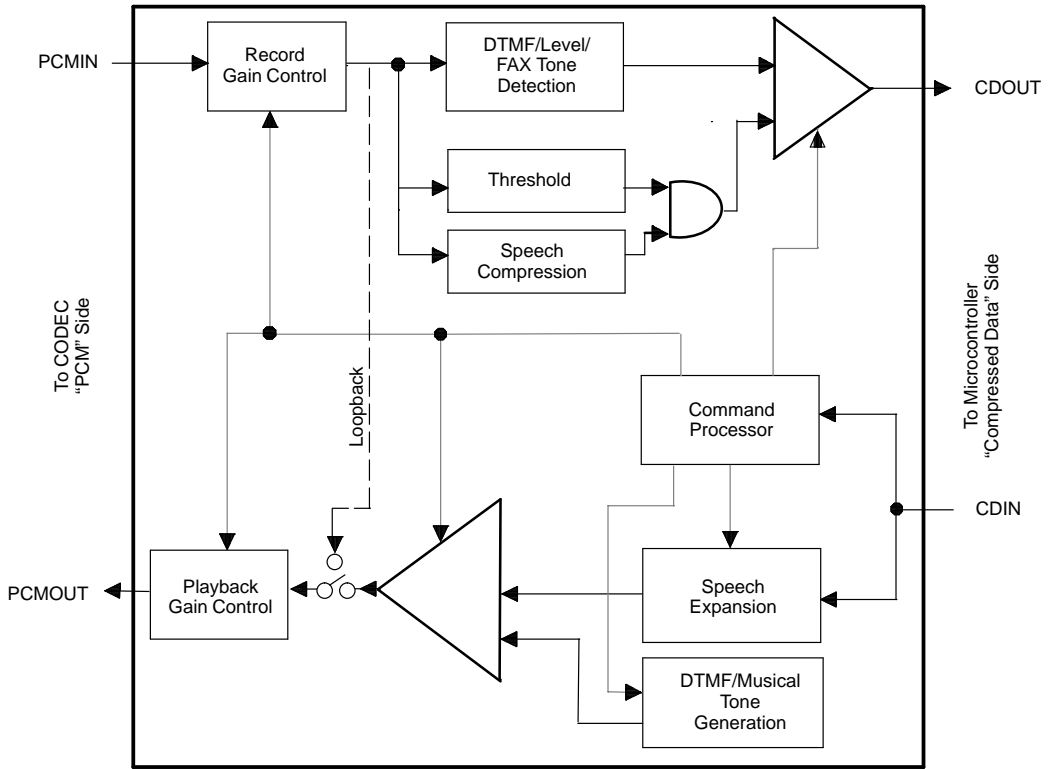 PCMIN
Record
Gain Control
DTMF/Level/
FAX Tone
Detection
CDOUT
Threshold
Speech
Compression
To CODEC
“PCM” Side
Loopback
To Microcontroller
“Compressed Data” Side
Command
Processor
CDIN
PCMOUT
Playback
Gain Control
Speech
Expansion
DTMF/Musical
Tone
Generation